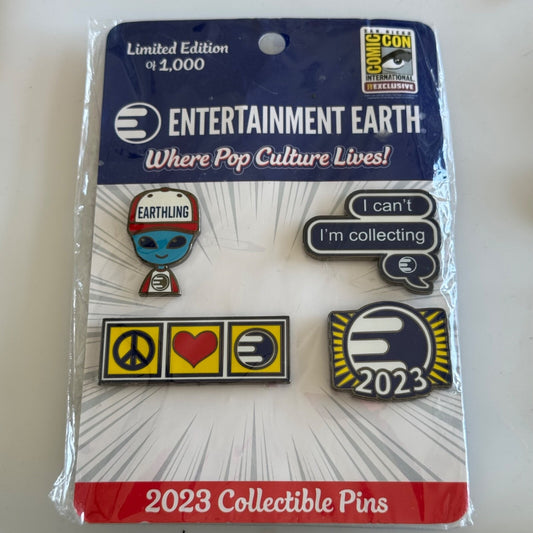 Limited Edition
of 1,000
SAN DIEGO
COMIC CON
INTERNATIONAL
EXCLUSIVE
ENTERTAINMENT EARTH
Where Pop Culture Lives!
EARTHLING
I can't
I'm collecting
2023
2023 Collectible Pins